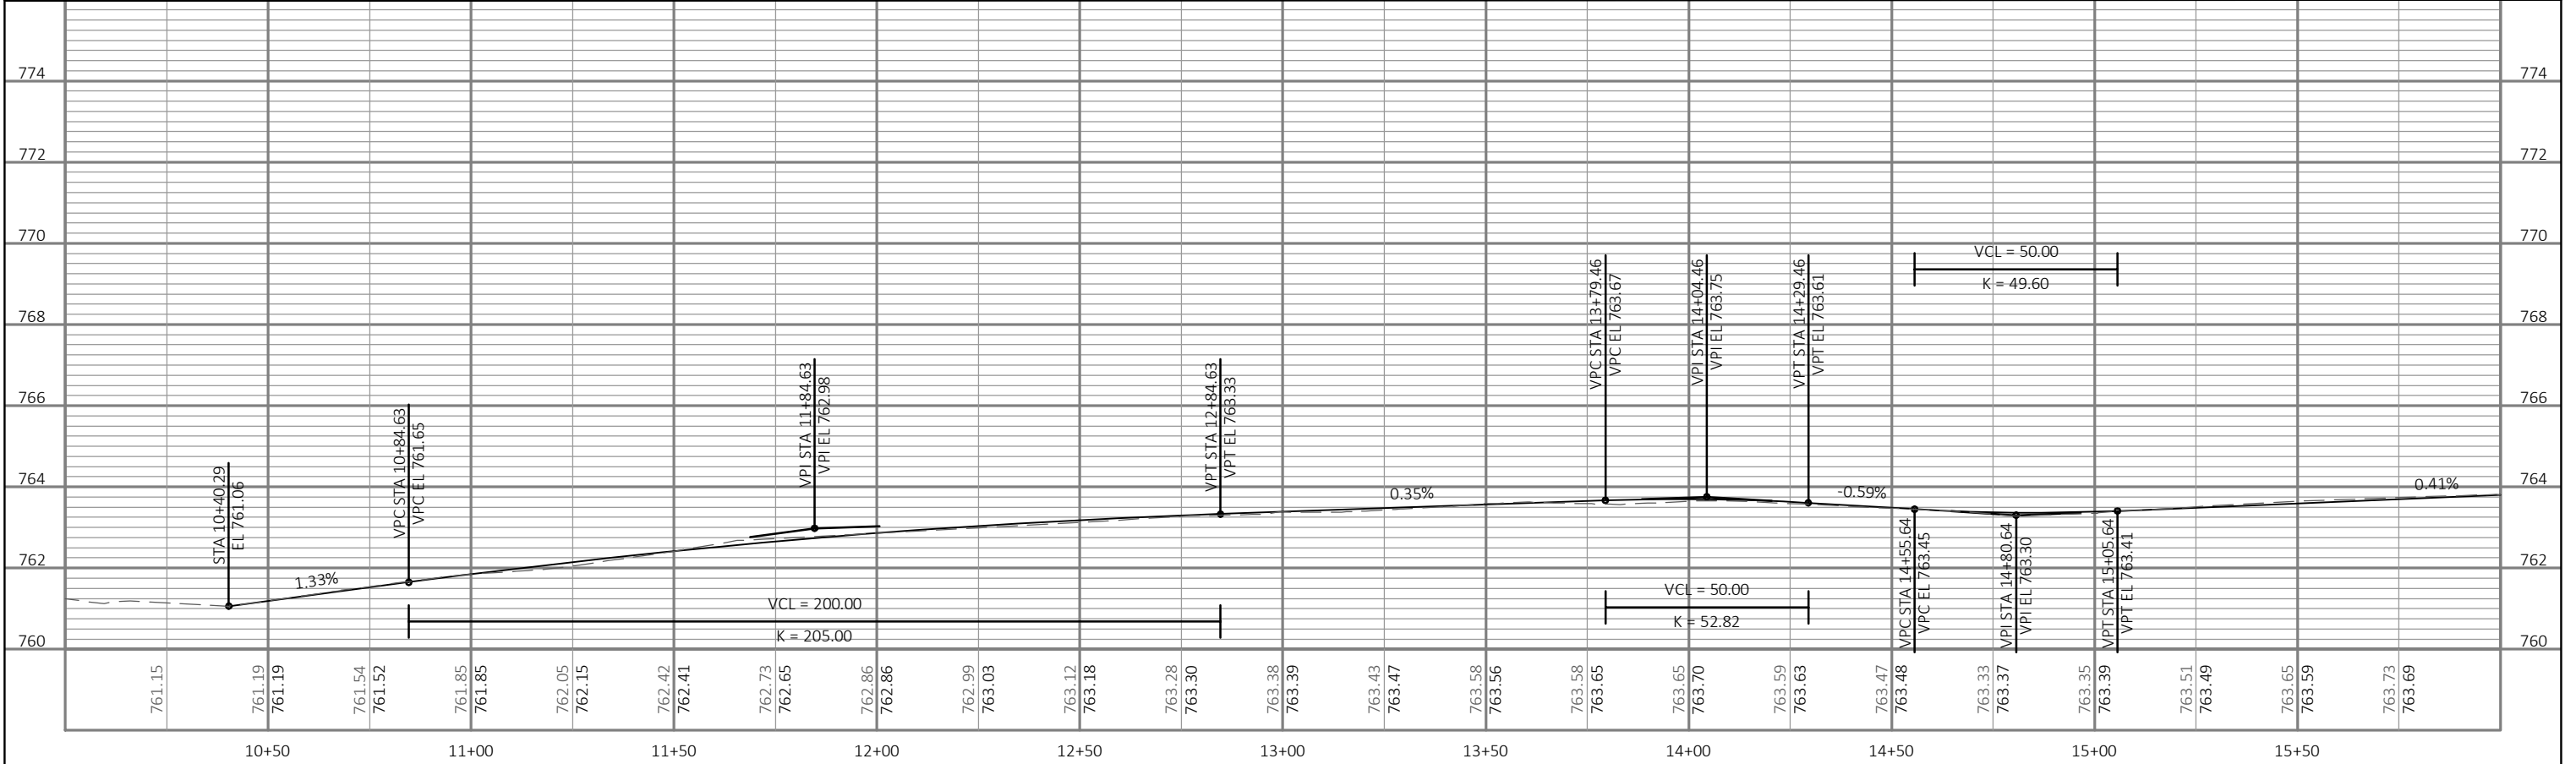 774
774
772
772
770
770
768
768
766
766
764
764
762
762
760
760
STA 10+40.29
EL 761.06
1.33%
VPC STA 10+84.63
VPC EL 761.65
VPI STA 11+84.63
VPI EL 762.98
VCL = 200.00
K = 205.00
VPT STA 12+84.63
VPT EL 763.33
0.35%
VPC STA 13+79.46
VPC EL 763.67
VPI STA 14+04.46
VPI EL 763.75
VPT STA 14+29.46
VPT EL 763.61
VCL = 50.00
K = 52.82
-0.59%
VCL = 50.00
K = 49.60
VPC STA 14+55.64
VPC EL 763.45
VPI STA 14+80.64
VPI EL 763.30
VPT STA 15+05.64
VPT EL 763.41
0.41%
761.15
761.19
761.19
761.54
761.52
761.85
761.85
762.05
762.15
762.42
762.41
762.73
762.65
762.86
762.86
762.99
763.03
763.12
763.18
763.28
763.30
763.38
763.39
763.43
763.47
763.58
763.56
763.58
763.65
763.65
763.70
763.59
763.63
763.47
763.48
763.33
763.37
763.35
763.39
763.51
763.49
763.65
763.59
763.73
763.69
10+50
11+00
11+50
12+00
12+50
13+00
13+50
14+00
14+50
15+00
15+50